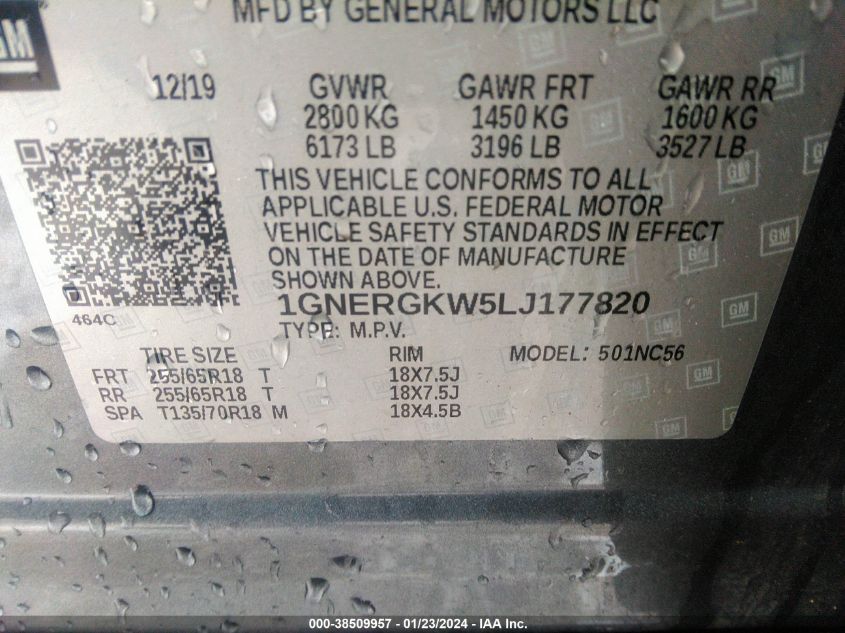 MFD BY GENERAL MOTORS LLC
GM
12/19 GVWR GAWR FRT GAWR RR
2800 KG 1450 KG 1600 KG
6173 LB 3196 LB 3527 LB
THIS VEHICLE CONFORMS TO ALL
APPLICABLE U.S. FEDERAL MOTOR
VEHICLE SAFETY STANDARDS IN EFFECT
ON THE DATE OF MANUFACTURE
SHOWN ABOVE.
464C
1GNERGKW5LJ177820
TYPE: M.P.V.
TIRE SIZE RIM MODEL: 501NC56
FRT 255/65R18 T 18X7.5J
RR 255/65R18 T 18X7.5J
SPA T135/70R18 M 18X4.5B
000-38509957 - 01/23/2024 - IAA Inc.